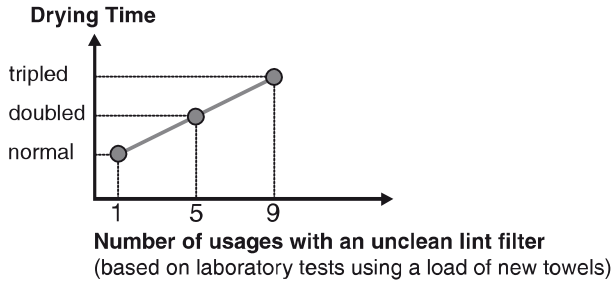 Drying Time
tripled
doubled
normal
1 5 9
Number of usages with an unclean lint filter
(based on laboratory tests using a load of new towels)